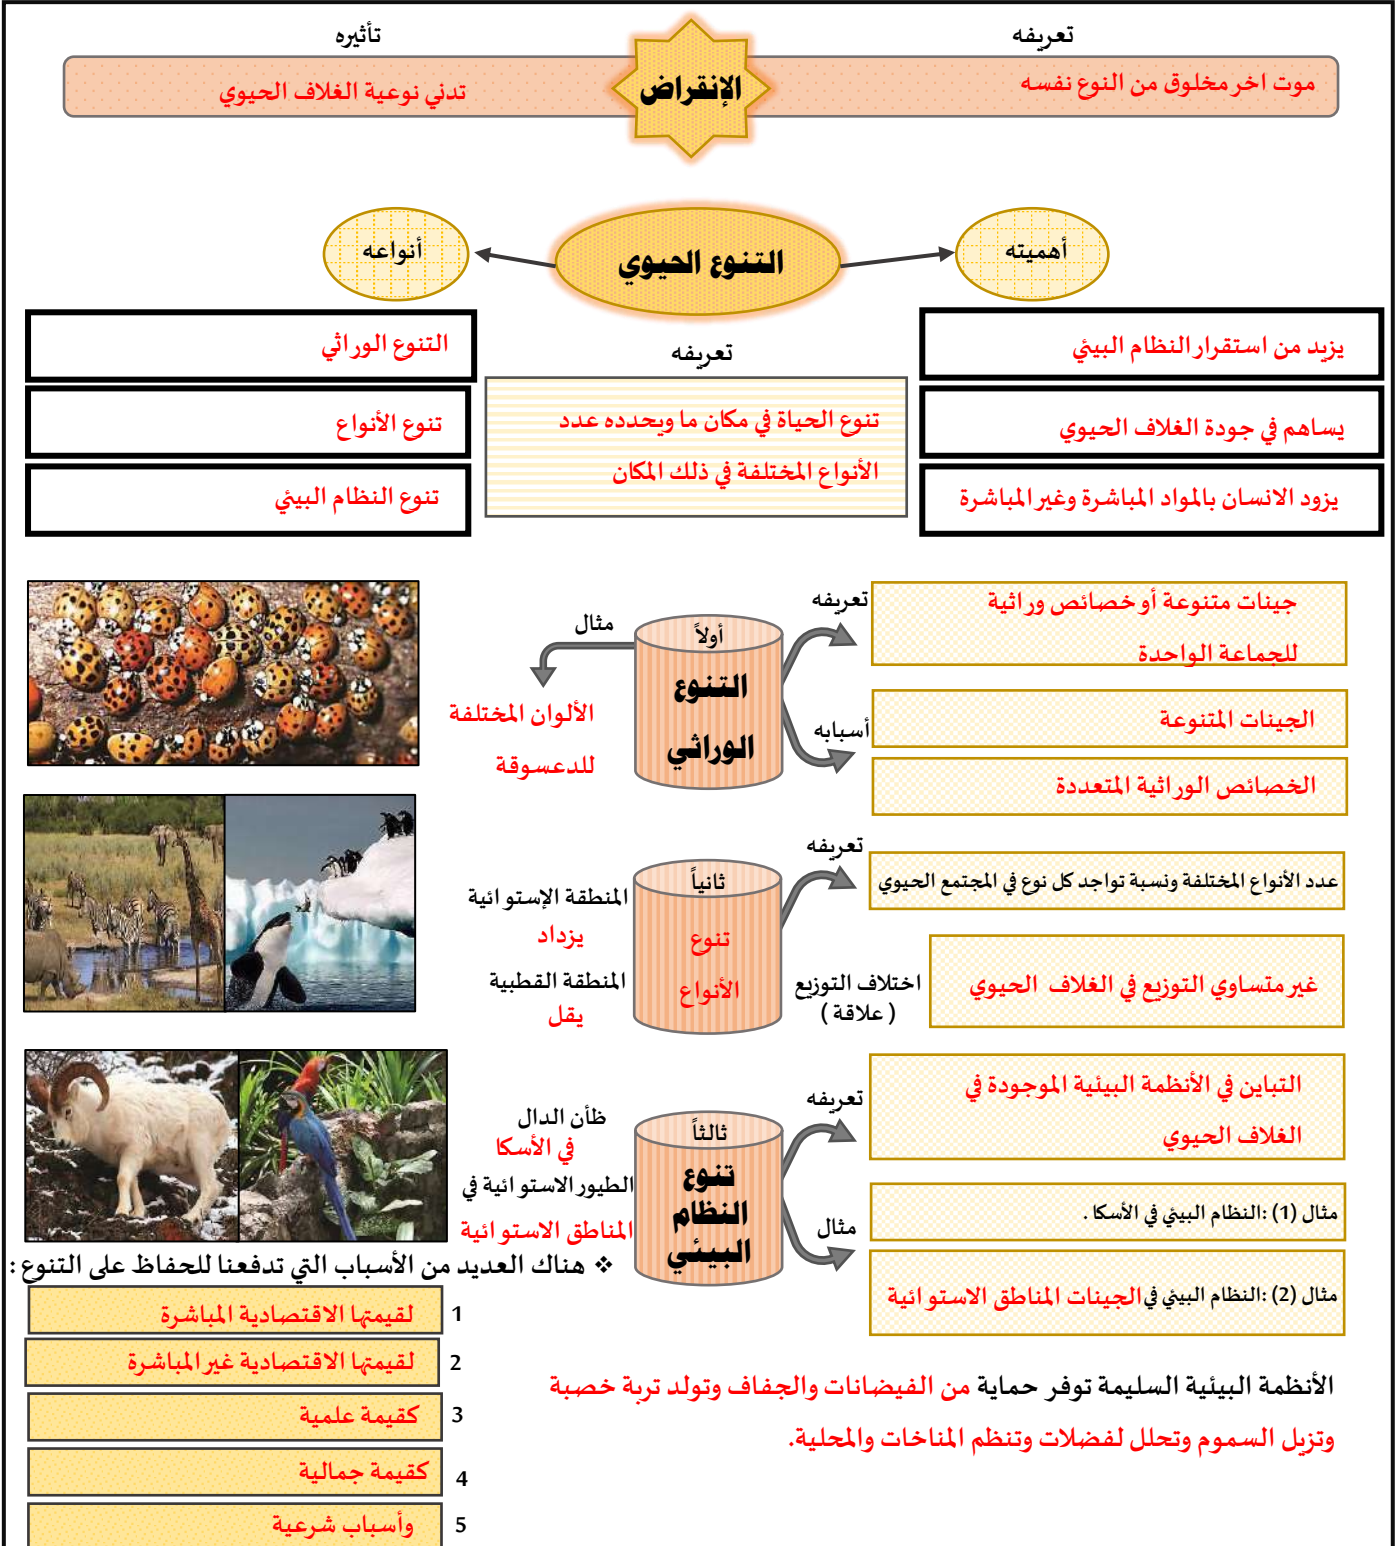 تعريفه
تأثيره
موت اخر مخلوق من النوع نفسه
الإنقراض
تدني نوعية الغلاف الحيوي
أهميته
التنوع الحيوي
أنواعه
يزيد من استقرار النظام البيئي
يساهم في جودة الغلاف الحيوي
يزود الانسان بالمواد المباشرة وغير المباشرة
تعريفه
تنوع الحياة في مكان ما ويحدده عدد
الأنواع المختلفة في ذلك المكان
التنوع الوراثي
تنوع الأنواع
تنوع النظام البيئي
أولاً
التنوع
الوراثي
تعريفه
جينات متنوعة أو خصائص وراثية
للجماعة الواحدة
أسبابه
الجينات المتنوعة
الخصائص الوراثية المتعددة
مثال
الألوان المختلفة
للدعسوقة
ثانياً
تنوع
الأنواع
تعريفه
عدد الأنواع المختلفة ونسبة تواجد كل نوع في المجتمع الحيوي
اختلاف التوزيع
( علاقة )
غير متساوي التوزيع في الغلاف الحيوي
المنطقة الإستوائية
يزداد
المنطقة القطبية
يقل
ثالثاً
تنوع
النظام
البيئي
تعريفه
التباين في الأنظمة البيئية الموجودة في
الغلاف الحيوي
مثال
مثال (1) :النظام البيئي في الأسكا .
مثال (2) :النظام البيئي في الجينات المناطق الاستوائية
ظأن الدال
في الأسكا
الطيور الاستوائية في
المناطق الاستوائية
❖ هناك العديد من الأسباب التي تدفعنا للحفاظ على التنوع :
1 لقيمتها الاقتصادية المباشرة
2 لقيمتها الاقتصادية غير المباشرة
3 كقيمة علمية
4 كقيمة جمالية
5 وأسباب شرعية
الأنظمة البيئية السليمة توفر حماية من الفيضانات والجفاف وتولد تربة خصبة
وتزيل السموم وتحلل لفضلات وتنظم المناخات والمحلية.